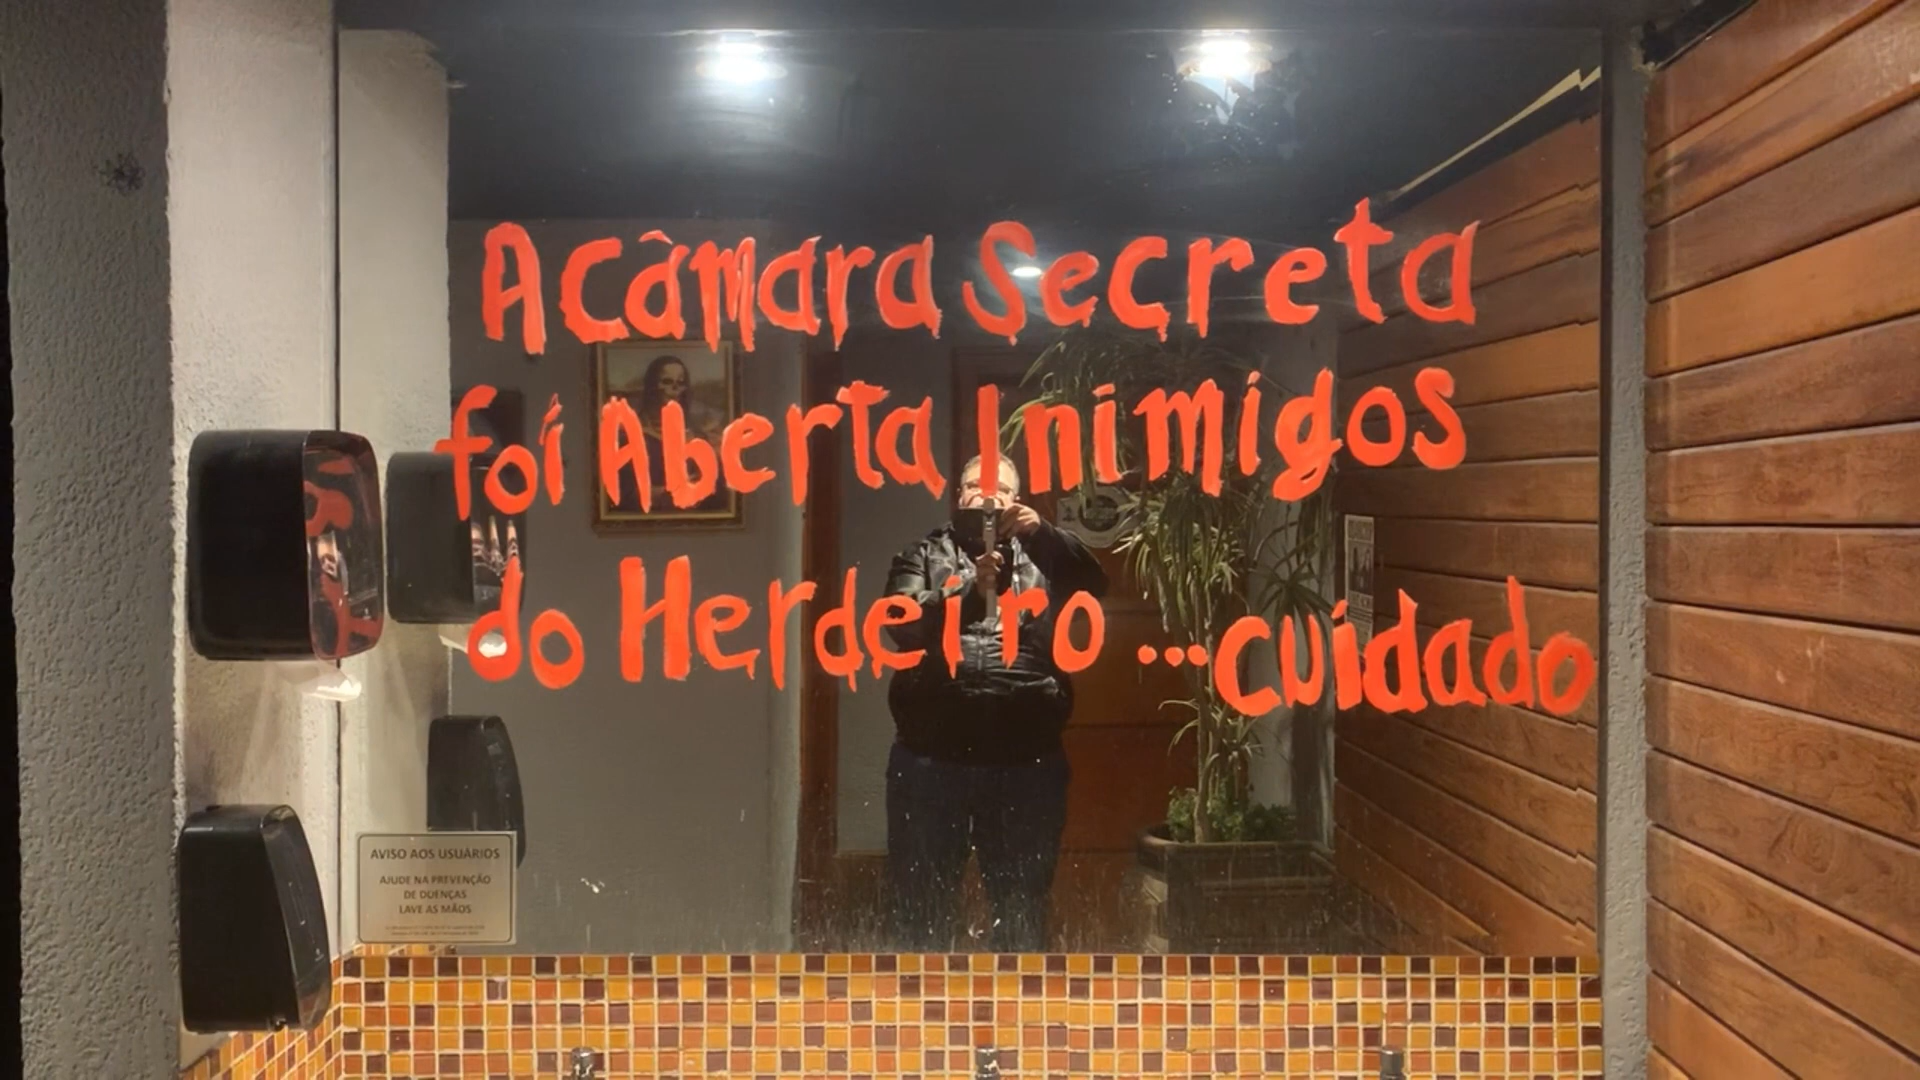 A câmara Secreta
foi Aberta Inimigos
do Herdeiro ... cuidado
AVISO AOS USUÁRIOS
AJUDE NA PREVENÇÃO
DE DOENÇAS
LAVE AS MÃOS